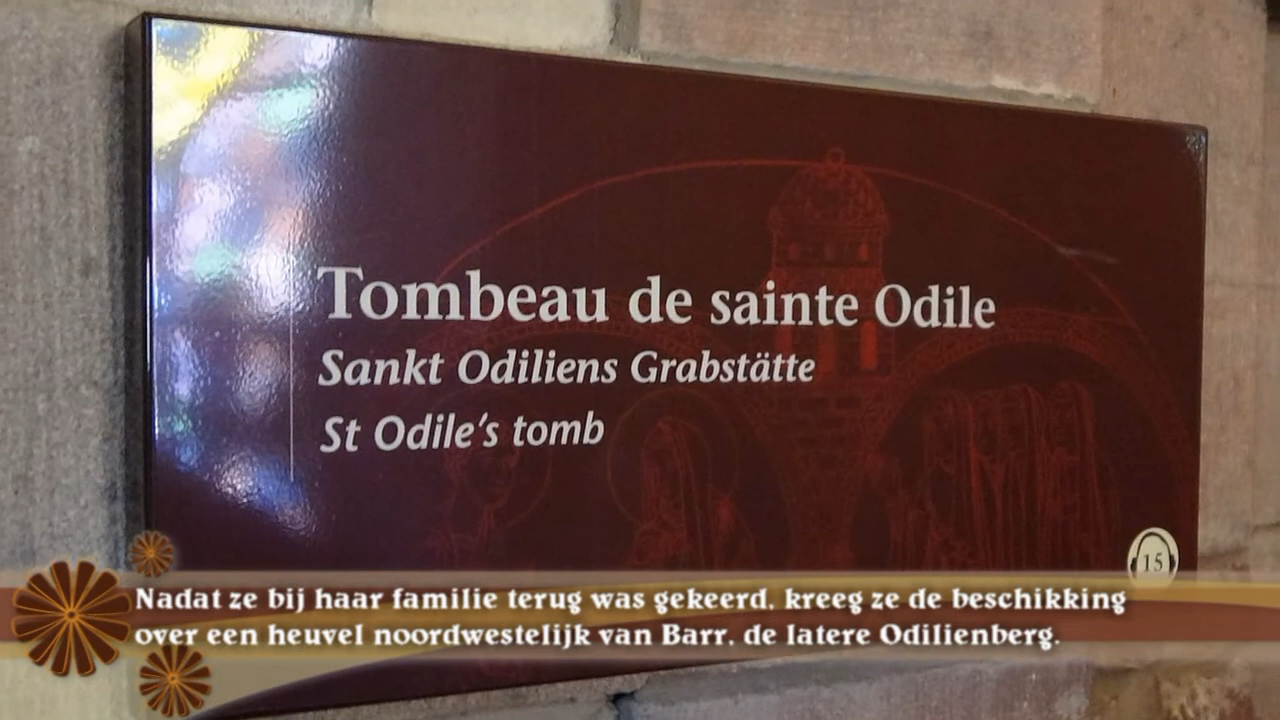 Tombeau de sainte Odile
Sankt Odiliens Grabstätte
St Odile's tomb
15
Nadat ze bij haar familie terug was gekeerd, kreeg ze de beschikking
over een heuvel noordwestelijk van Barr, de latere Odilienberg.